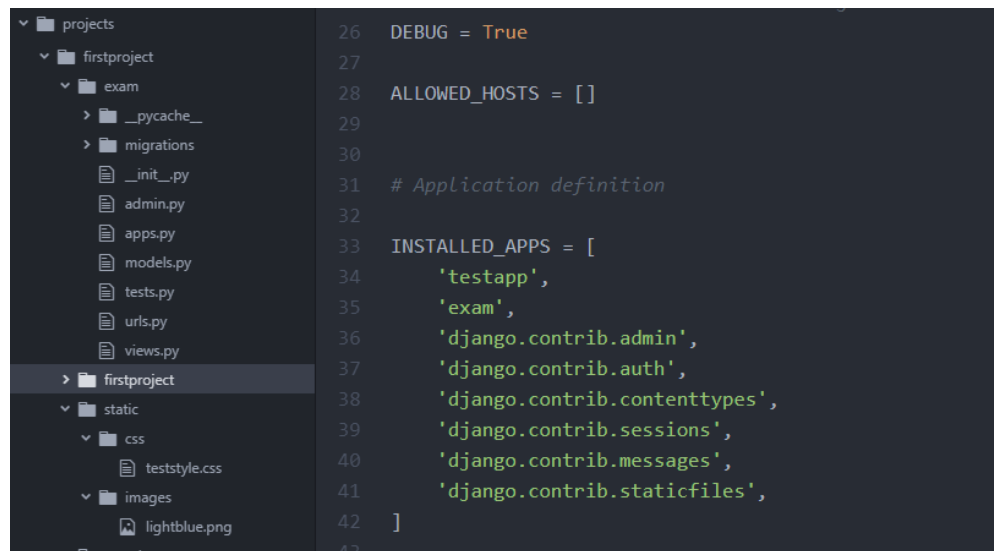 projects
firstproject
exam
__pycache__
migrations
__init__.py
admin.py
apps.py
models.py
tests.py
urls.py
views.py
firstproject
static
css
teststyle.css
images
lightblue.png
26 DEBUG = True
27
28 ALLOWED_HOSTS = []
29
30
31 # Application definition
32
33 INSTALLED_APPS = [
34     'testapp',
35     'exam',
36     'django.contrib.admin',
37     'django.contrib.auth',
38     'django.contrib.contenttypes',
39     'django.contrib.sessions',
40     'django.contrib.messages',
41     'django.contrib.staticfiles',
42 ]